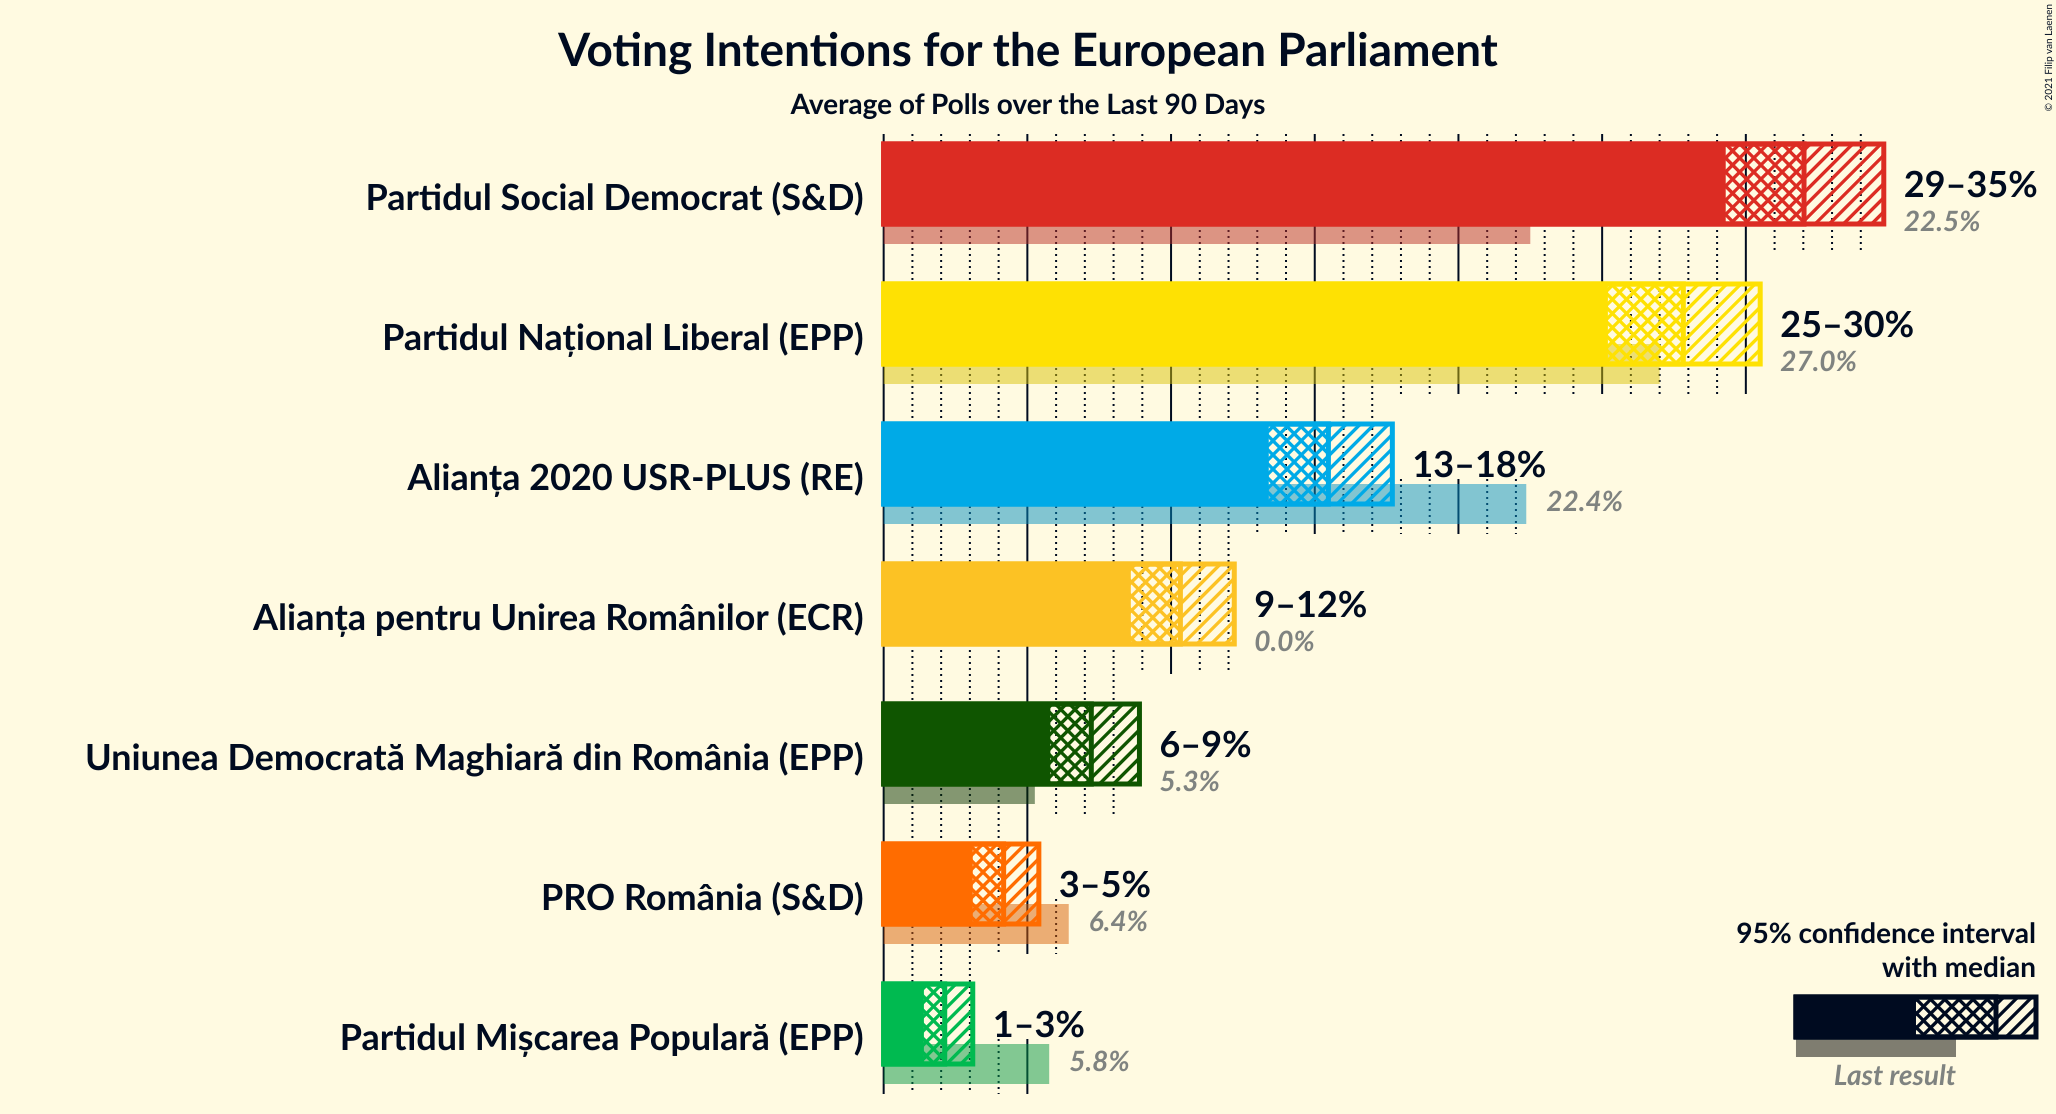 Voting Intentions for the European Parliament
Average of Polls over the Last 90 Days
© 2021 Filip van Laenen
Partidul Social Democrat (S&D)
29–35%
22.5%
Partidul Național Liberal (EPP)
25–30%
27.0%
Alianța 2020 USR-PLUS (RE)
13–18%
22.4%
Alianța pentru Unirea Românilor (ECR)
9–12%
0.0%
Uniunea Democrată Maghiară din România (EPP)
6–9%
5.3%
PRO România (S&D)
3–5%
6.4%
Partidul Mișcarea Populară (EPP)
1–3%
5.8%
95% confidence interval
with median
Last result